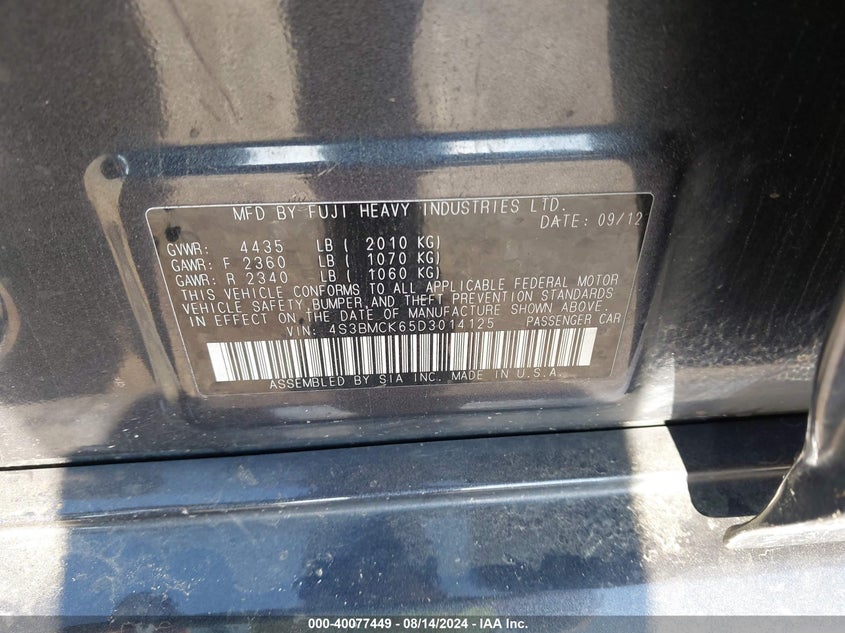 MFD BY FUJI HEAVY INDUSTRIES LTD.
DATE: 09/12
GVWR: 4435 LB ( 2010 KG)
GAWR: F 2360 LB ( 1070 KG)
GAWR: R 2340 LB ( 1060 KG)
THIS VEHICLE CONFORMS TO ALL APPLICABLE FEDERAL MOTOR
VEHICLE SAFETY, BUMPER, AND THEFT PREVENTION STANDARDS
IN EFFECT ON THE DATE OF MANUFACTURE SHOWN ABOVE.
VIN: 4S3BMCK65D3014125 PASSENGER CAR
ASSEMBLED BY SIA INC. MADE IN U.S.A.
000-40077449 - 08/14/2024 - IAA Inc.